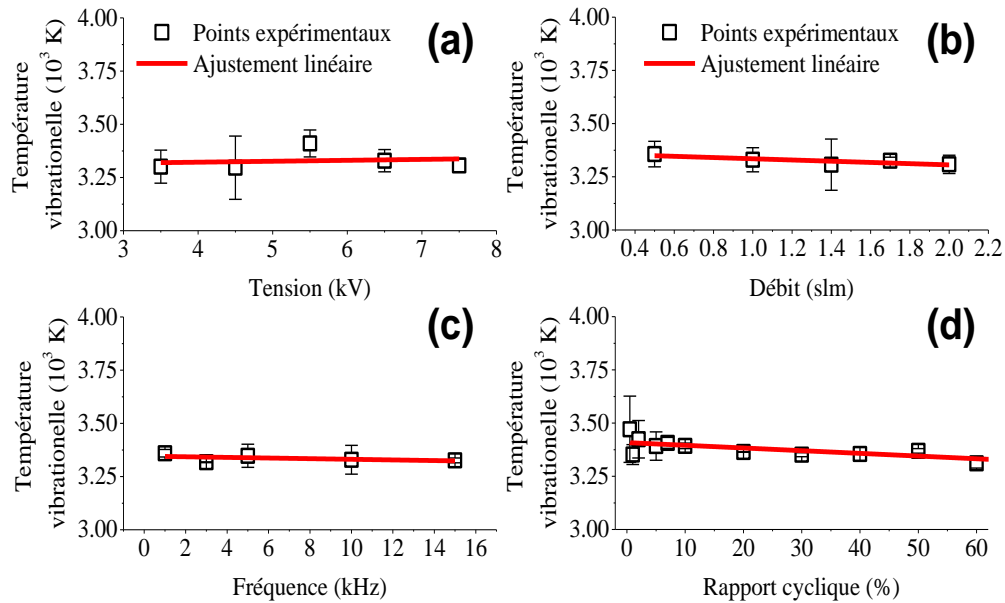 (a)
Points expérimentaux
Ajustement linéaire
Température
vibrationelle (10³ K)
4.00
3.75
3.50
3.25
3.00
3 4 5 6 7 8
Tension (kV)
(b)
Points expérimentaux
Ajustement linéaire
Température
vibrationelle (10³ K)
4.00
3.75
3.50
3.25
3.00
0.4 0.6 0.8 1.0 1.2 1.4 1.6 1.8 2.0 2.2
Débit (slm)
(c)
Température
vibrationelle (10³ K)
4.00
3.75
3.50
3.25
3.00
0 2 4 6 8 10 12 14 16
Fréquence (kHz)
(d)
Température
vibrationelle (10³ K)
4.00
3.75
3.50
3.25
3.00
0 10 20 30 40 50 60
Rapport cyclique (%)